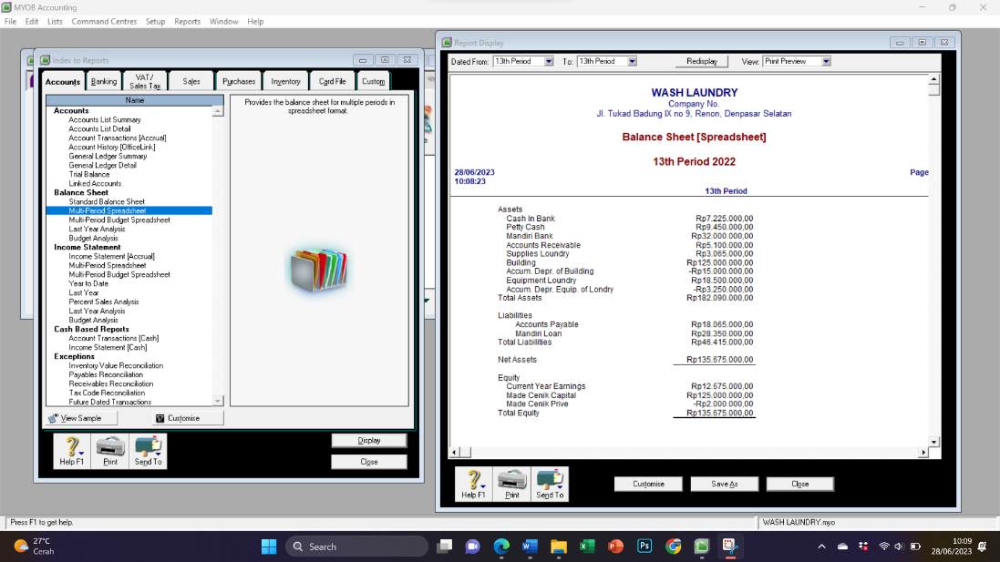 MYOB Accounting
File Edit Lists Command Centres Setup Reports Window Help
Index to Reports
Accounts Banking VAT / Sales Tax Sales Purchases Inventory Card File Custom
Name
Accounts
Accounts List Summary
Accounts List Detail
Account Transactions [Accrual]
Account History [OfficeLink]
General Ledger Summary
General Ledger Detail
Trial Balance
Linked Accounts
Balance Sheet
Standard Balance Sheet
Multi-Period Spreadsheet
Multi-Period Budget Spreadsheet
Last Year Analysis
Budget Analysis
Income Statement
Income Statement [Accrual]
Multi-Period Spreadsheet
Multi-Period Budget Spreadsheet
Year to Date
Last Year
Percent Sales Analysis
Last Year Analysis
Budget Analysis
Cash Based Reports
Account Transactions [Cash]
Income Statement [Cash]
Exceptions
Inventory Value Reconciliation
Payables Reconciliation
Receivables Reconciliation
Tax Code Reconciliation
Future Dated Transactions
Provides the balance sheet for multiple periods in
spreadsheet format.
View Sample Customise
Help F1 Print Send To
Display
Close
Report Display
Dated From: 13th Period To: 13th Period Redisplay View: Print Preview
WASH LAUNDRY
Company No.
Jl. Tukad Badung IX no 9, Renon, Denpasar Selatan
Balance Sheet [Spreadsheet]
13th Period 2022
28/06/2023 Page
10:08:23
13th Period
Assets
Cash In Bank Rp7.225.000,00
Petty Cash Rp9.450.000,00
Mandiri Bank Rp32.000.000,00
Accounts Receivable Rp5.100.000,00
Supplies Loundry Rp3.065.000,00
Building Rp125.000.000,00
Accum. Depr. of Building -Rp15.000.000,00
Equipment Loundry Rp18.500.000,00
Accum. Depr. Equip. of Londry -Rp3.250.000,00
Total Assets Rp182.090.000,00
Liabilities
Accounts Payable Rp18.065.000,00
Mandiri Loan Rp28.350.000,00
Total Liabilities Rp46.415.000,00
Net Assets Rp135.675.000,00
Equity
Current Year Earnings Rp12.675.000,00
Made Cenik Capital Rp125.000.000,00
Made Cenik Prive -Rp2.000.000,00
Total Equity Rp135.675.000,00
Help F1 Print Send To Customise Save As Close
Press F1 to get help. WASH LAUNDRY.myo
27°C
Cerah
Search
10:09
28/06/2023